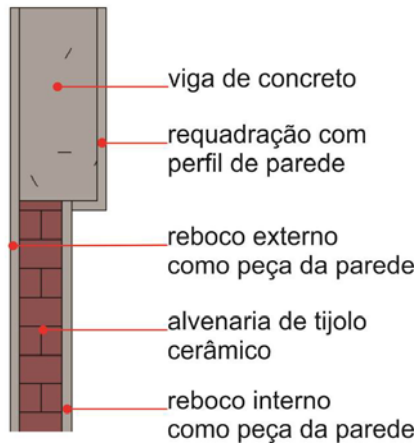 viga de concreto
requadração com
perfil de parede
reboco externo
como peça da parede
alvenaria de tijolo
cerâmico
reboco interno
como peça da parede